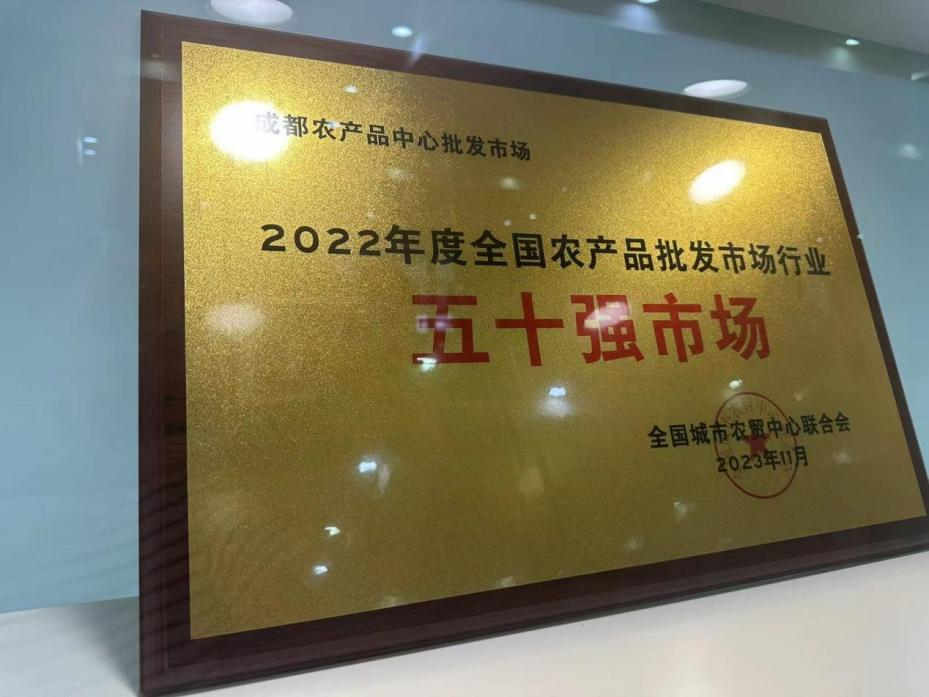 成都农产品中心批发市场
2022年度全国农产品批发市场行业
五十强市场
全国城市农贸中心联合会
2023年11月